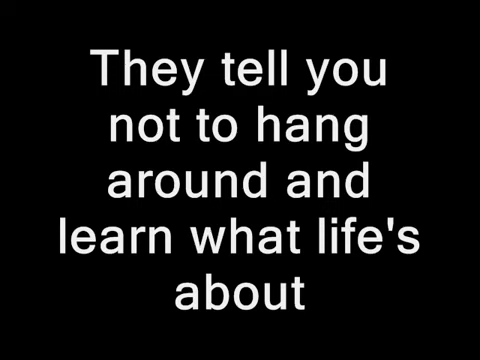 They tell you
not to hang
around and
learn what life's
about